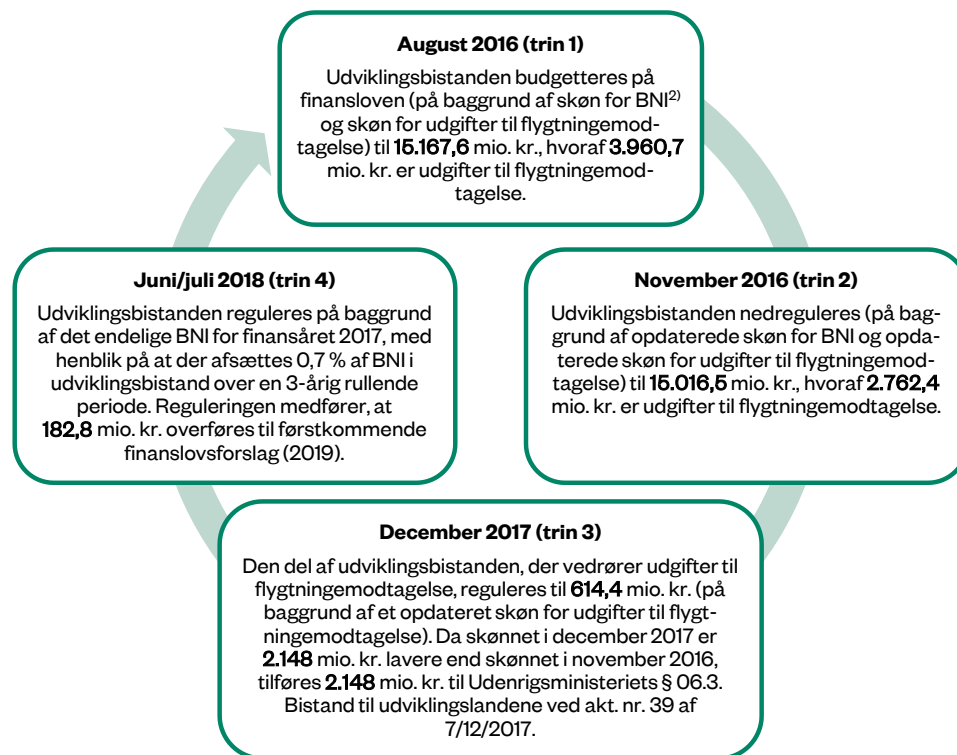 August 2016 (trin 1)
Udviklingsbistanden budgetteres på
finansloven (på baggrund af skøn for BNI2)
og skøn for udgifter til flygtningemod-
tagelse) til 15.167,6 mio. kr., hvoraf 3.960,7
mio. kr. er udgifter til flygtningemod-
tagelse.
November 2016 (trin 2)
Udviklingsbistanden nedreguleres (på bag-
grund af opdaterede skøn for BNI og opda-
terede skøn for udgifter til flygtningemod-
tagelse) til 15.016,5 mio. kr., hvoraf 2.762,4
mio. kr. er udgifter til flygtningemodtagelse.
December 2017 (trin 3)
Den del af udviklingsbistanden, der vedrører udgifter til
flygtningemodtagelse, reguleres til 614,4 mio. kr. (på
baggrund af et opdateret skøn for udgifter til flygt-
ningemodtagelse). Da skønnet i december 2017 er
2.148 mio. kr. lavere end skønnet i november 2016,
tilføres 2.148 mio. kr. til Udenrigsministeriets § 06.3.
Bistand til udviklingslandene ved akt. nr. 39 af
7/12/2017.
Juni/juli 2018 (trin 4)
Udviklingsbistanden reguleres på baggrund
af det endelige BNI for finansåret 2017, med
henblik på at der afsættes 0,7 % af BNI i
udviklingsbistand over en 3-årig rullende
periode. Reguleringen medfører, at
182,8 mio. kr. overføres til førstkommende
finanslovsforslag (2019).